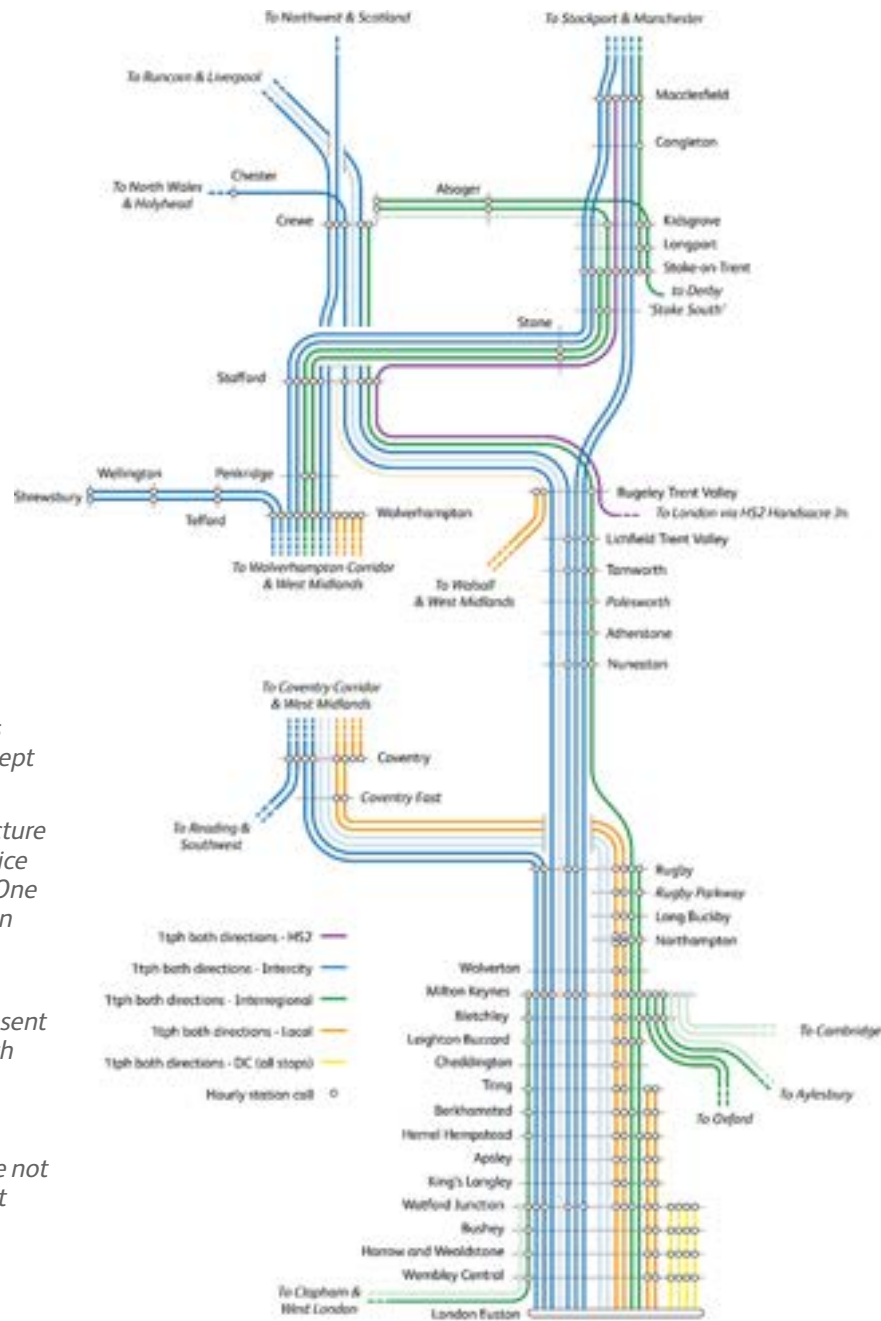 To Northwest & Scotland
To Stockport & Manchester
To Runcorn & Liverpool
Macclesfield
Congleton
Chester
To North Wales
& Holyhead
Alsager
Crewe
Kidsgrove
Longport
Stoke-on-Trent
to Derby
'Stoke South'
Stone
Stafford
Wellington
Penkridge
Shrewsbury
Telford
Wolverhampton
Rugeley Trent Valley
To London via HS2 Handsacre Jn
To Wolverhampton Corridor
& West Midlands
To Walsall
& West Midlands
Lichfield Trent Valley
Tamworth
Polesworth
Atherstone
Nuneaton
To Coventry Corridor
& West Midlands
ept
Coventry
Coventry East
cture
ice
One
n
To Reading &
Southwest
Rugby
Rugby Parkway
Long Buckby
Northampton
1tph both directions - HS2
1tph both directions - Intercity
1tph both directions - Interregional
1tph both directions - Local
1tph both directions - DC (all stops)
Hourly station call
sent
h
e not
t
Wolverton
Milton Keynes
Bletchley
Leighton Buzzard
Cheddington
Tring
Berkhamsted
Hemel Hempstead
Apsley
King's Langley
Watford Junction
Bushey
Harrow and Wealdstone
Wembley Central
London Euston
To Cambridge
To Aylesbury
To Oxford
To Clapham &
West London